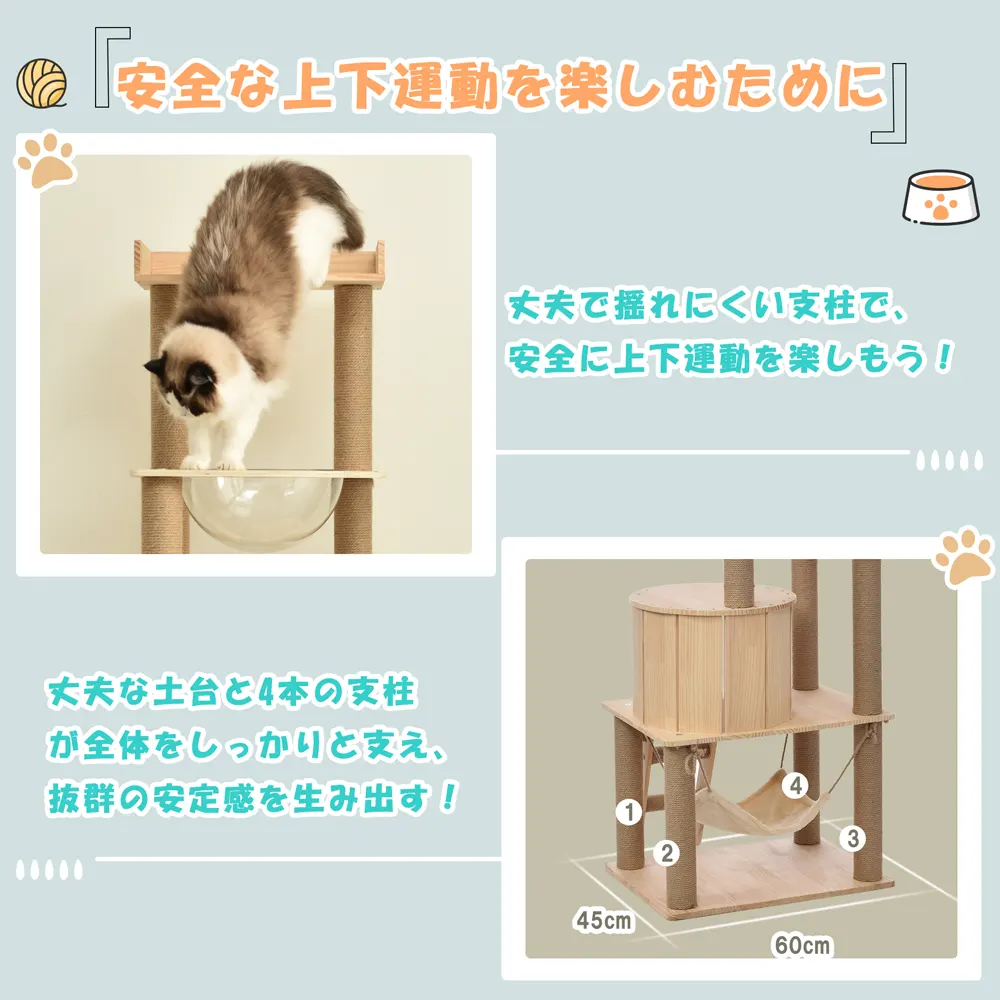 『安全な上下運動を楽しむために』
丈夫で揺れにくい支柱で、
安全に上下運動を楽しもう！
丈夫な土台と4本の支柱
が全体をしっかりと支え、
抜群の安定感を生み出す！
1
2
3
4
45cm
60cm